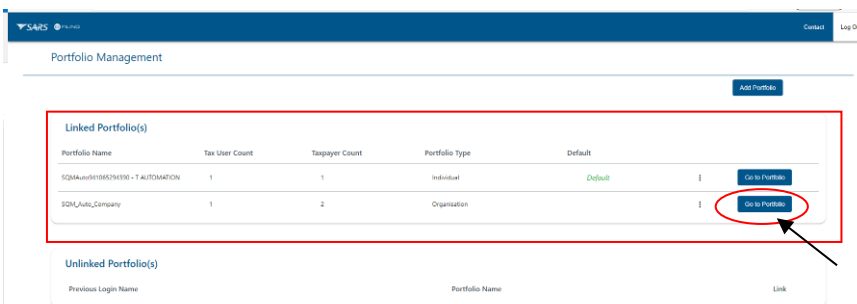 SARS eFILING Contact Log O
Portfolio Management
Add Portfolio
Linked Portfolio(s)
Portfolio Name Tax User Count Taxpayer Count Portfolio Type Default
SQMAuto941065294390 - T AUTOMATION 1 1 Individual Default Go to Portfolio
SQM_Auto_Company 1 2 Organisation Go to Portfolio
Unlinked Portfolio(s)
Previous Login Name Portfolio Name Link